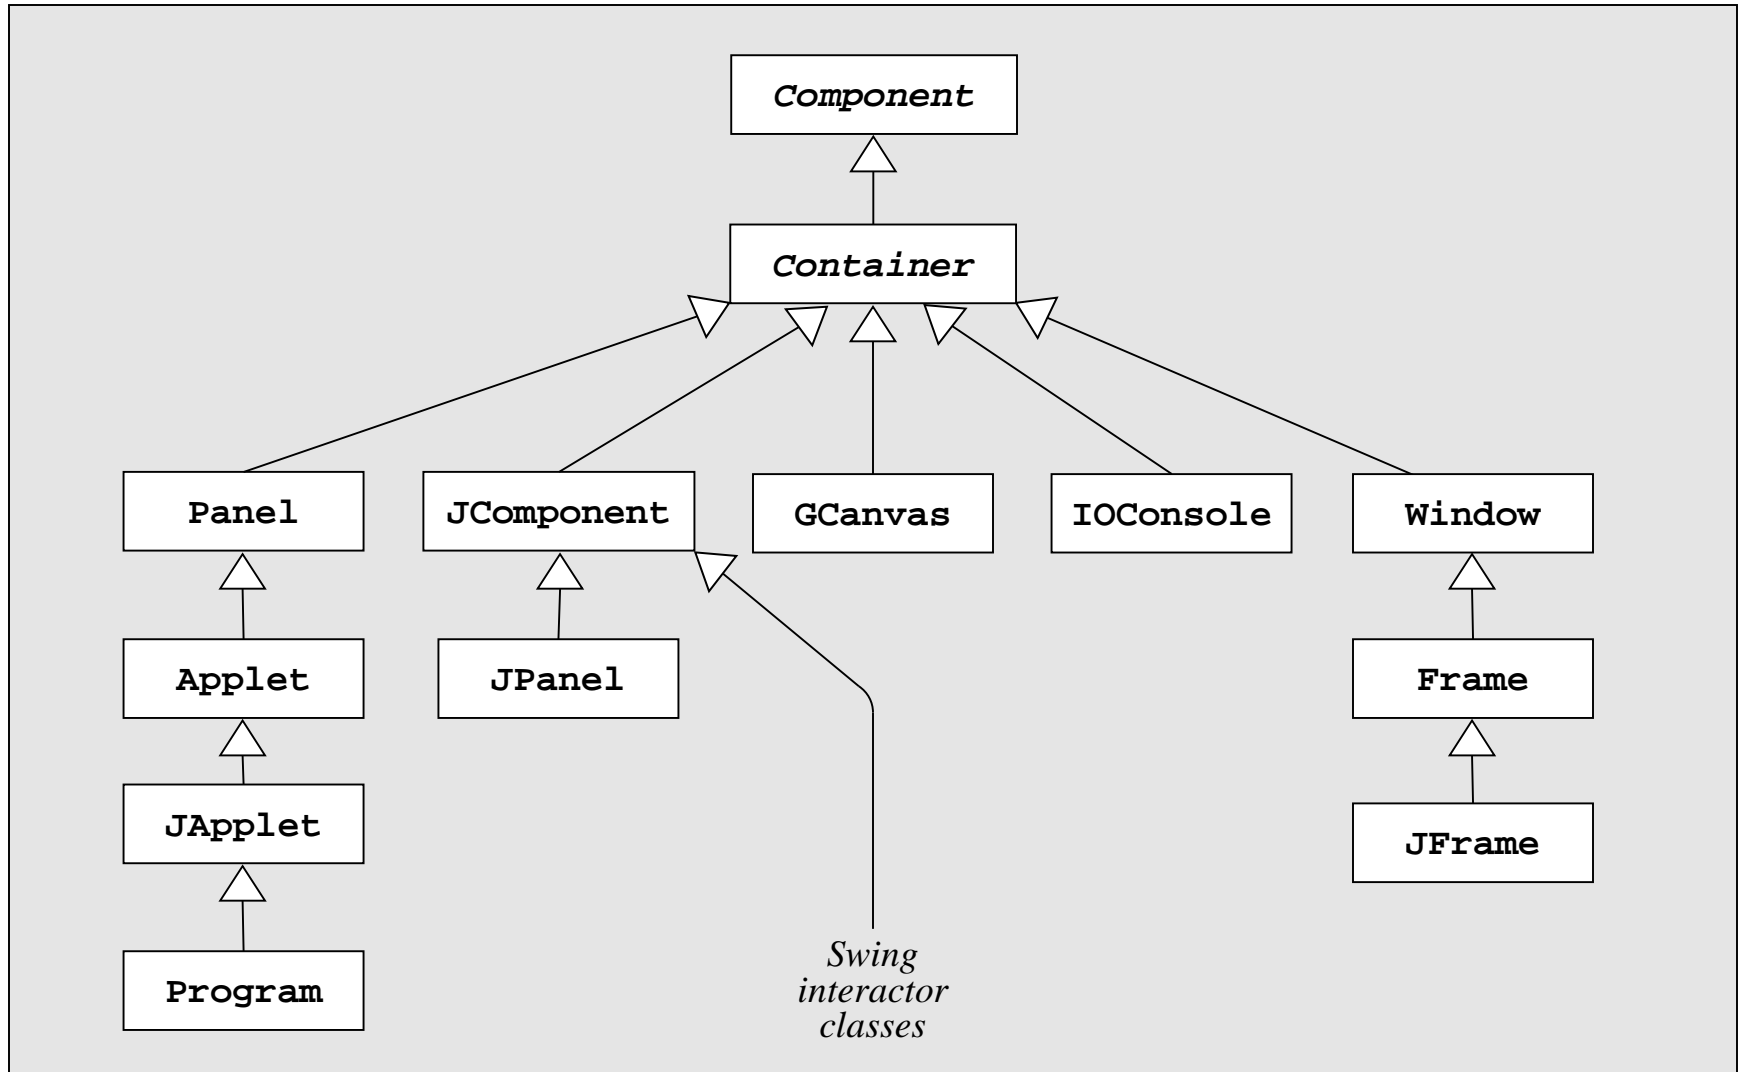 Component
Container
Panel
JComponent
GCanvas
IOConsole
Window
Applet
JPanel
Frame
JApplet
JFrame
Program
Swing
interactor
classes